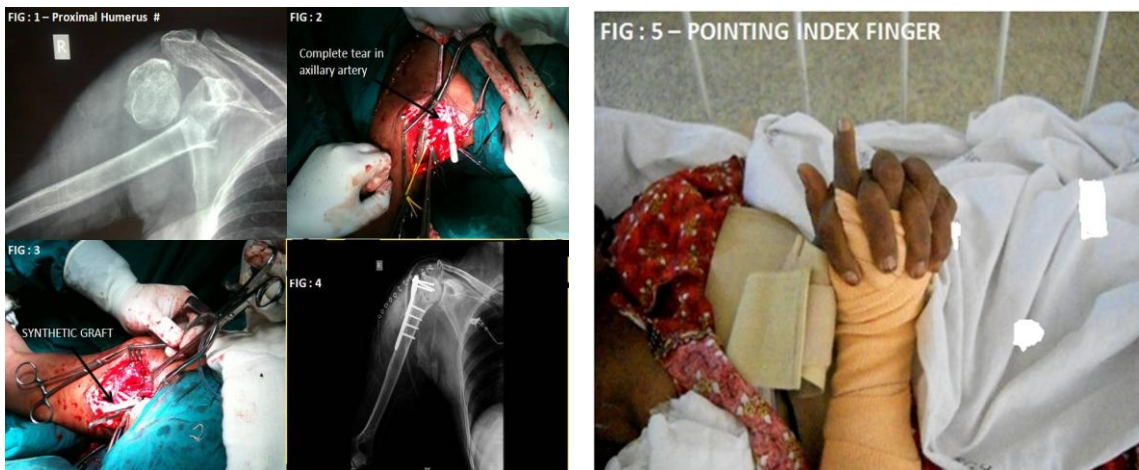 FIG : 1 – Proximal Humerus #
R
FIG : 2
Complete tear in
axillary artery
FIG : 3
SYNTHETIC GRAFT
FIG : 4
FIG : 5 – POINTING INDEX FINGER